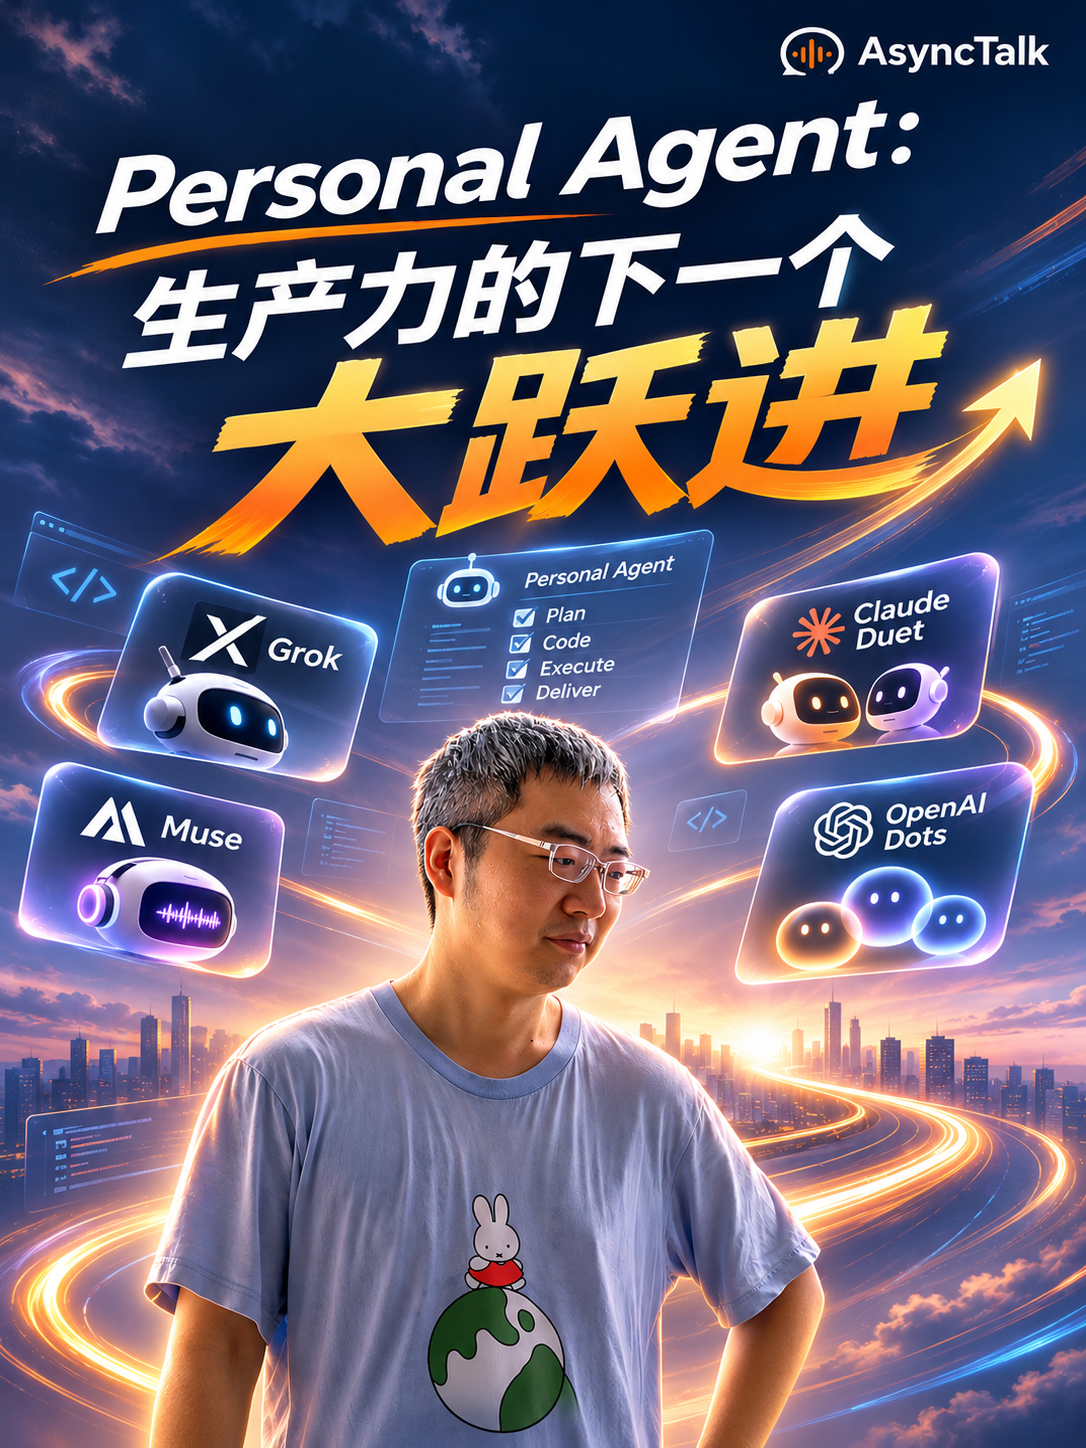 AsyncTalk
Personal Agent:
生产力的下一个
大跃进
</>
Personal Agent
Plan
Code
Execute
Deliver
Grok
Claude
Duet
Muse
</>
OpenAI
Dots